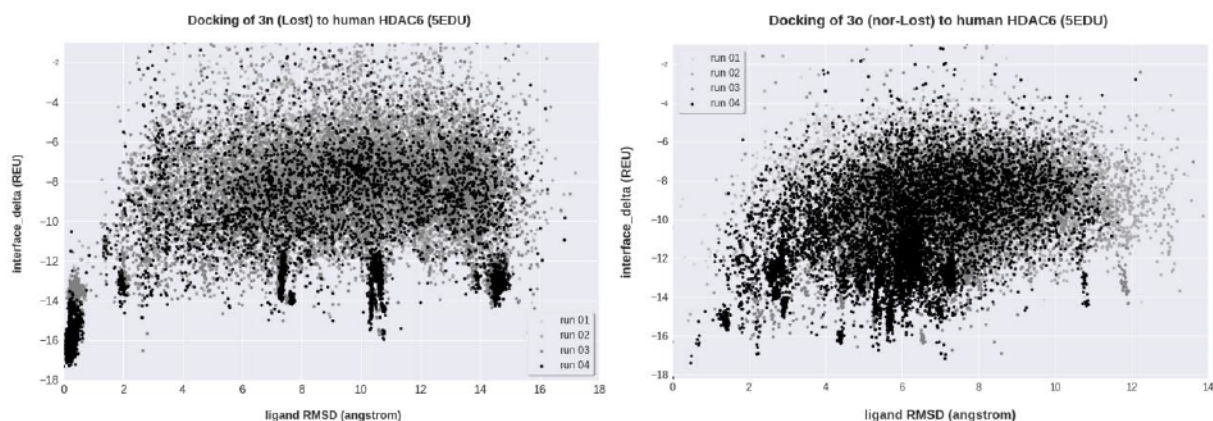 Docking of 3n (Lost) to human HDAC6 (5EDU)
interface_delta (REU)
-2
-4
-6
-8
-10
-12
-14
-16
-18
0 2 4 6 8 10 12 14 16 18
ligand RMSD (angstrom)
run 01
run 02
run 03
run 04
Docking of 3o (nor-Lost) to human HDAC6 (5EDU)
run 01
run 02
run 03
run 04
interface_delta (REU)
-2
-4
-6
-8
-10
-12
-14
-16
-18
0 2 4 6 8 10 12 14
ligand RMSD (angstrom)